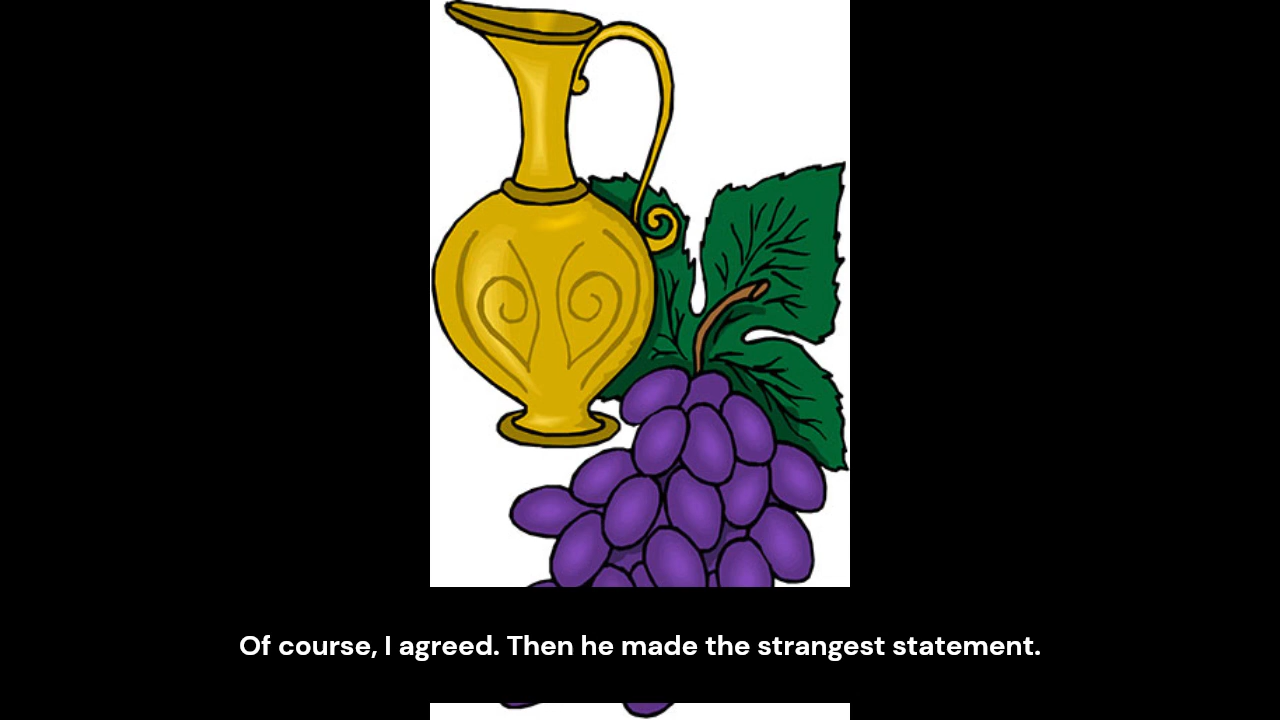 Of course, I agreed. Then he made the strangest statement.